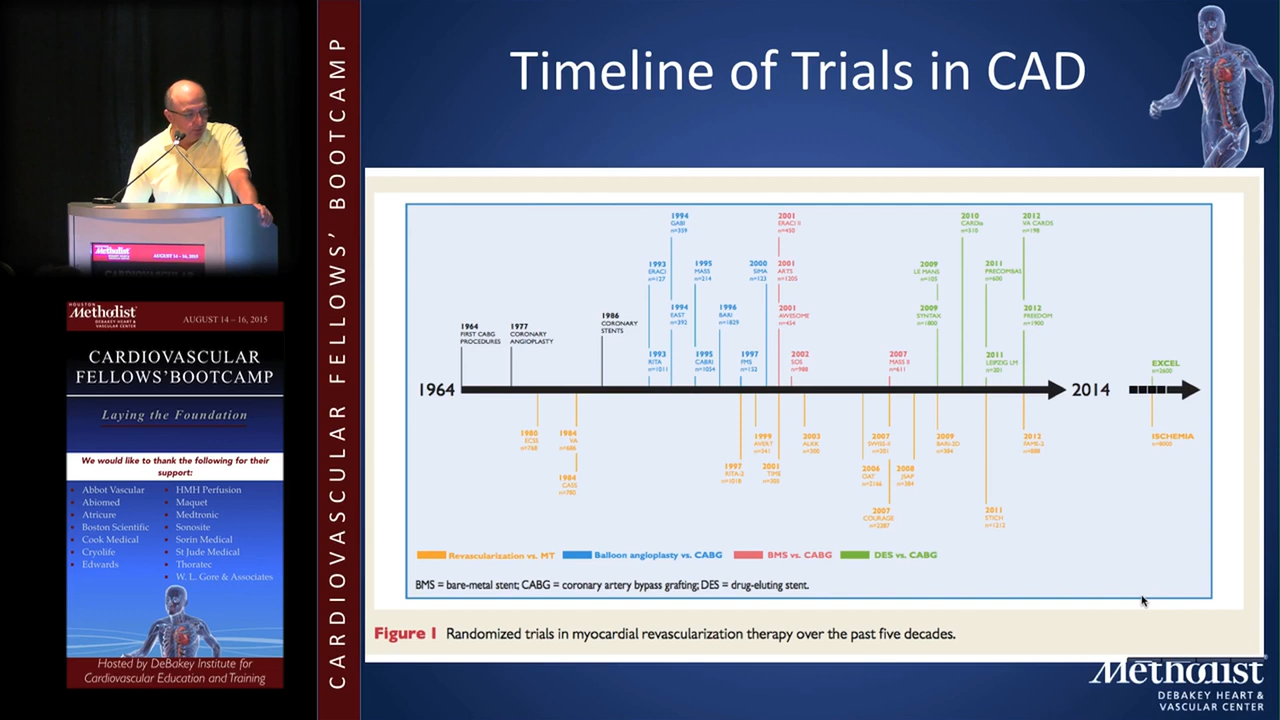 Timeline of Trials in CAD
CARDIOVASCULAR FELLOWS' BOOTCAMP
Methodist
AUGUST 14 – 16, 2015
HOUSTON
Methodist
DEBAKEY HEART &
VASCULAR CENTER
AUGUST 14 – 16, 2015
CARDIOVASCULAR
FELLOWS'BOOTCAMP
Laying the Foundation
We would like to thank the following for their
support:
Abbot Vascular
Abiomed
Atricure
Boston Scientific
Cook Medical
Cryolife
Edwards
HMH Perfusion
Maquet
Medtronic
Sonosite
Sorin Medical
St Jude Medical
Thoratec
W. L. Gore & Associates
Hosted by DeBakey Institute for
Cardiovascular Education and Training
1964
FIRST CABG
PROCEDURES
1977
CORONARY
ANGIOPLASTY
1986
CORONARY
STENTS
1994
GABI
n=359
1993
ERACI
n=127
1995
MASS
n=214
1994
EAST
n=392
1996
BARI
n=1829
1993
RITA
n=1011
1995
CABRI
n=1054
1997
FMS
n=152
2000
SIMA
n=123
2001
ERACI II
n=450
2001
ARTS
n=1205
2001
AWESOME
n=454
2002
SOS
n=988
2007
MASS II
n=611
2009
LE MANS
n=105
2009
SYNTAX
n=1800
2010
CARDia
n=510
2011
PRECOMBAT
n=600
2011
LEIPZIG LM
n=201
2012
VA CARDS
n=198
2012
FREEDOM
n=1900
EXCEL
n=2600
1964
2014
1980
ECSS
n=768
1984
VA
n=686
1984
CASS
n=780
1997
RITA-2
n=1018
1999
AVERT
n=341
2001
TIME
2003
ALKK
n=300
2006
OAT
n=2166
2007
SWISS-II
n=201
2007
COURAGE
n=2287
2008
JSAP
n=384
2009
BARI-2D
2011
STICH
n=1212
2012
FAME-2
n=888
ISCHEMIA
n=8000
Revascularization vs. MT
Balloon angioplasty vs. CABG
BMS vs. CABG
DES vs. CABG
BMS = bare-metal stent; CABG = coronary artery bypass grafting; DES = drug-eluting stent.
Figure 1 Randomized trials in myocardial revascularization therapy over the past five decades.
Methodist
DEBAKEY HEART &
VASCULAR CENTER